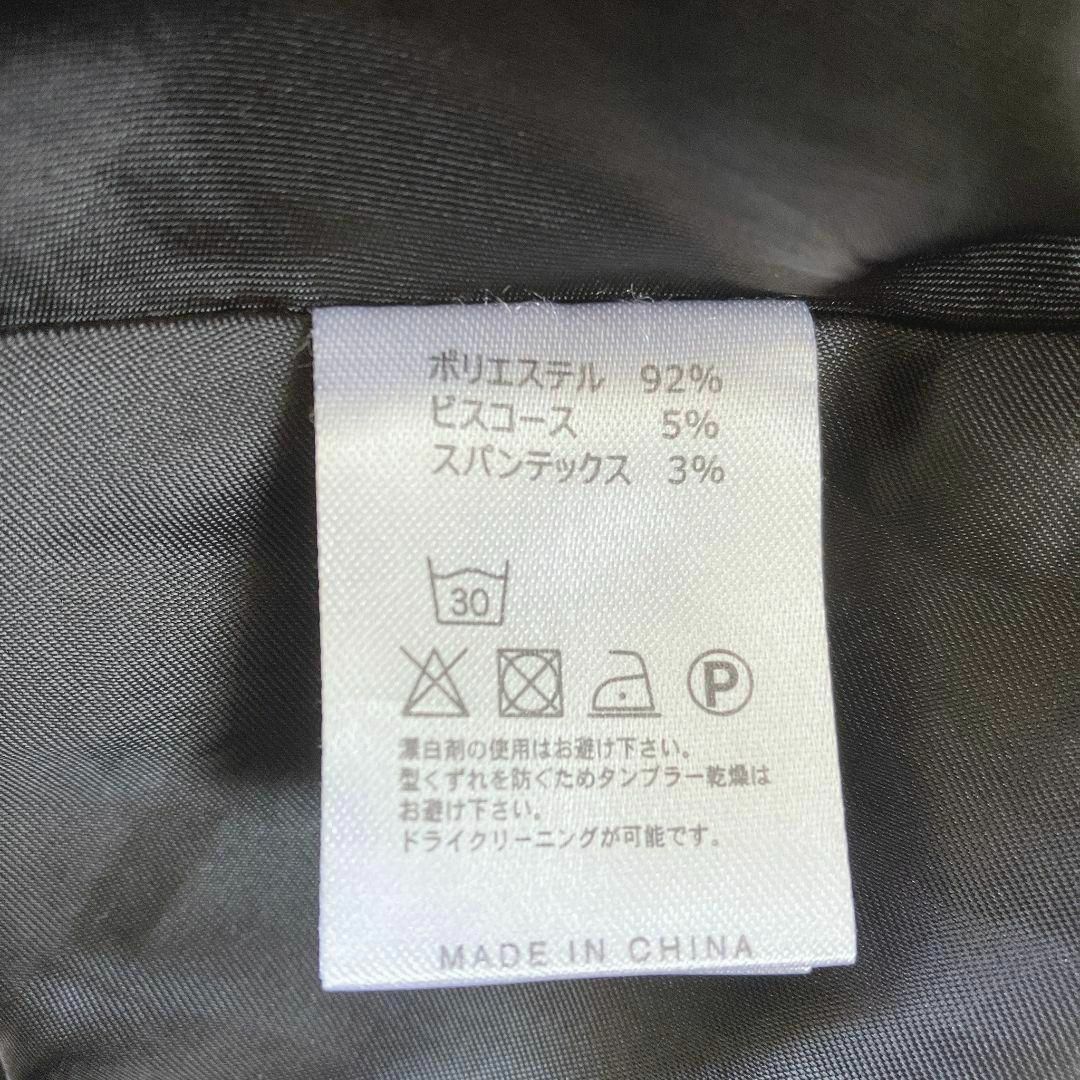 ポリエステル 92%
ビスコース 5%
スパンテックス 3%
30
P
漂白剤の使用はお避け下さい。
型くずれを防ぐためタンブラー乾燥は
お避け下さい。
ドライクリーニングが可能です。
MADE IN CHINA